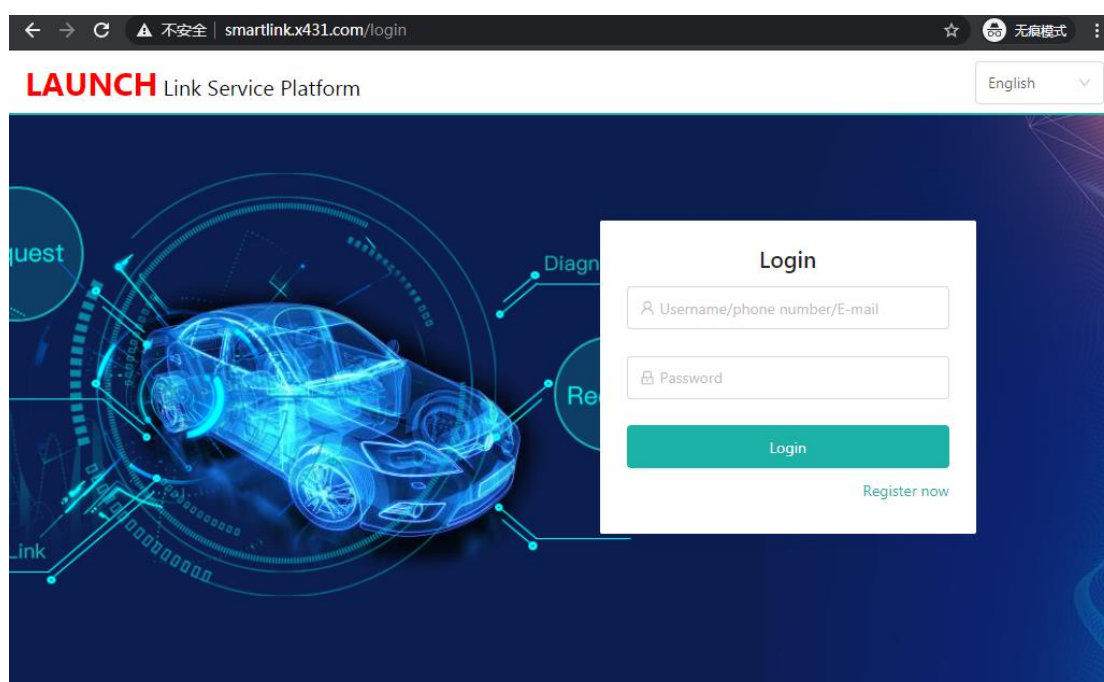 不安全 smartlink.x431.com/login 无痕模式
LAUNCH Link Service Platform
English
quest
Diagn
Re
Link
Login
Username/phone number/E-mail
Password
Login
Register now